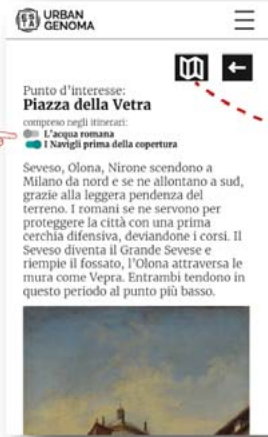 ESTÀ
URBAN
GENOMA
Punto d'interesse:
Piazza della Vetra
compreso negli itinerari:
L'acqua romana
I Navigli prima della copertura
Seveso, Olona, Nirone scendono a
Milano da nord e se ne allontano a sud,
grazie alla leggera pendenza del
terreno. I romani se ne servono per
proteggere la città con una prima
cerchia difensiva, deviandone i corsi. Il
Seveso diventa il Grande Sevese e
riempie il fossato, l'Olona attraversa le
mura come Vepra. Entrambi tendono in
questo periodo al punto più basso.